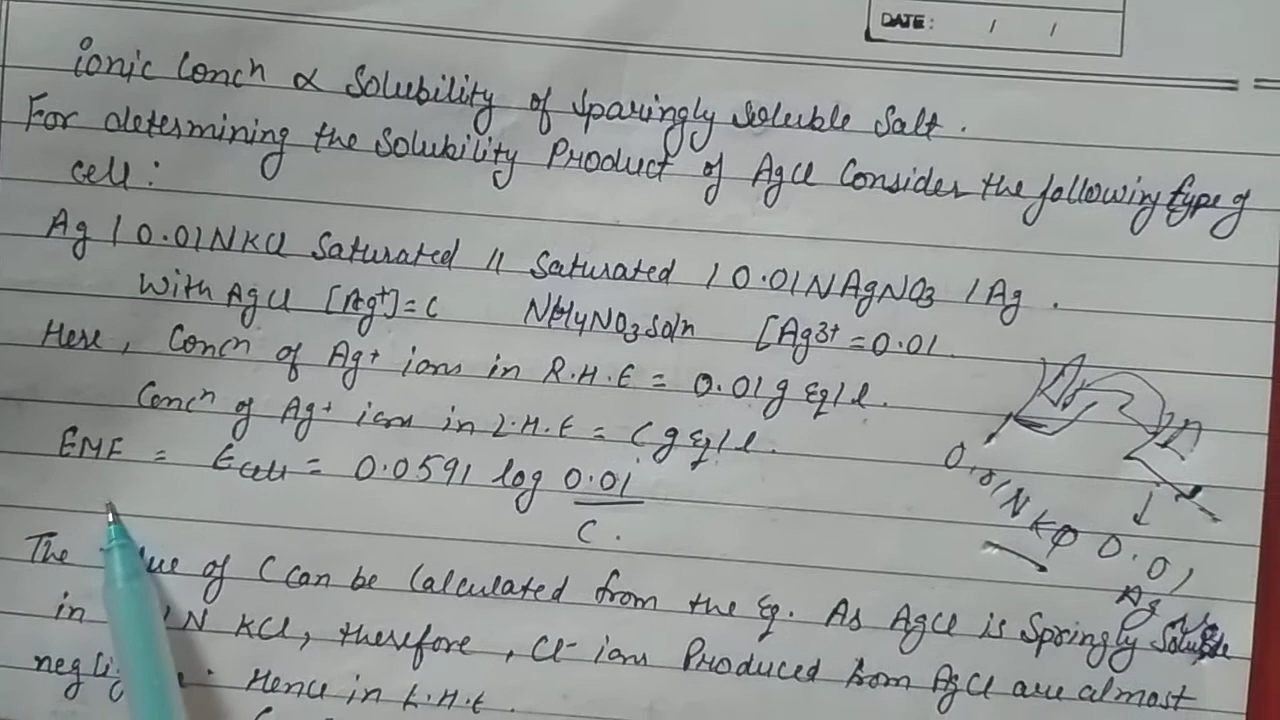 DATE: / /
ionic Concn ∝ Solubility of Sparingly soluble Salt.
For determining the Solubility Product of AgCl Consider the following type of
cell:
Ag / 0.01N KCl Saturated // Saturated / 0.01N AgNO3 / Ag.
With AgCl [Ag+] = C NH4NO3 soln [Ag3+ = 0.01.
Here, Concn of Ag+ ions in R.H.E = 0.01 g eq/l.
Concn of Ag+ ions in L.H.E = C g eq/l.
EMF = Ecell = 0.0591 log 0.01
C.
The of C can be Calculated from the Eq. As AgCl is Springly Soluble
in N KCl, therefore, Cl- ions Produced from AgCl are almost
Hence in L.H.E.
0.01N KCl
0.01
Ag